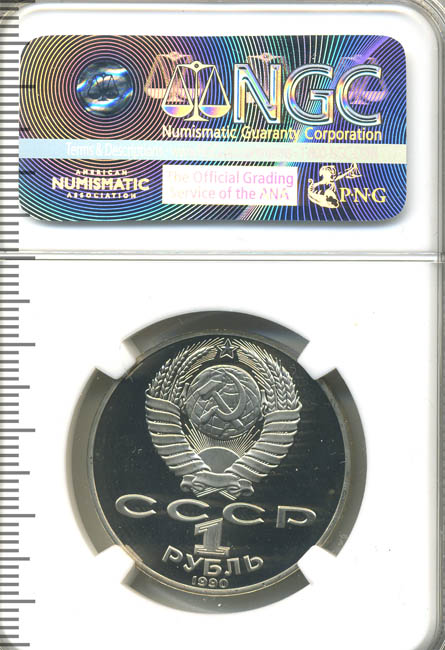 NGC
Numismatic Guaranty Corporation
Terms & Descriptions
AMERICAN
NUMISMATIC
ASSOCIATION
The Official Grading
Service of the ANA
PNG
СССР
1
РУБЛЬ
1990